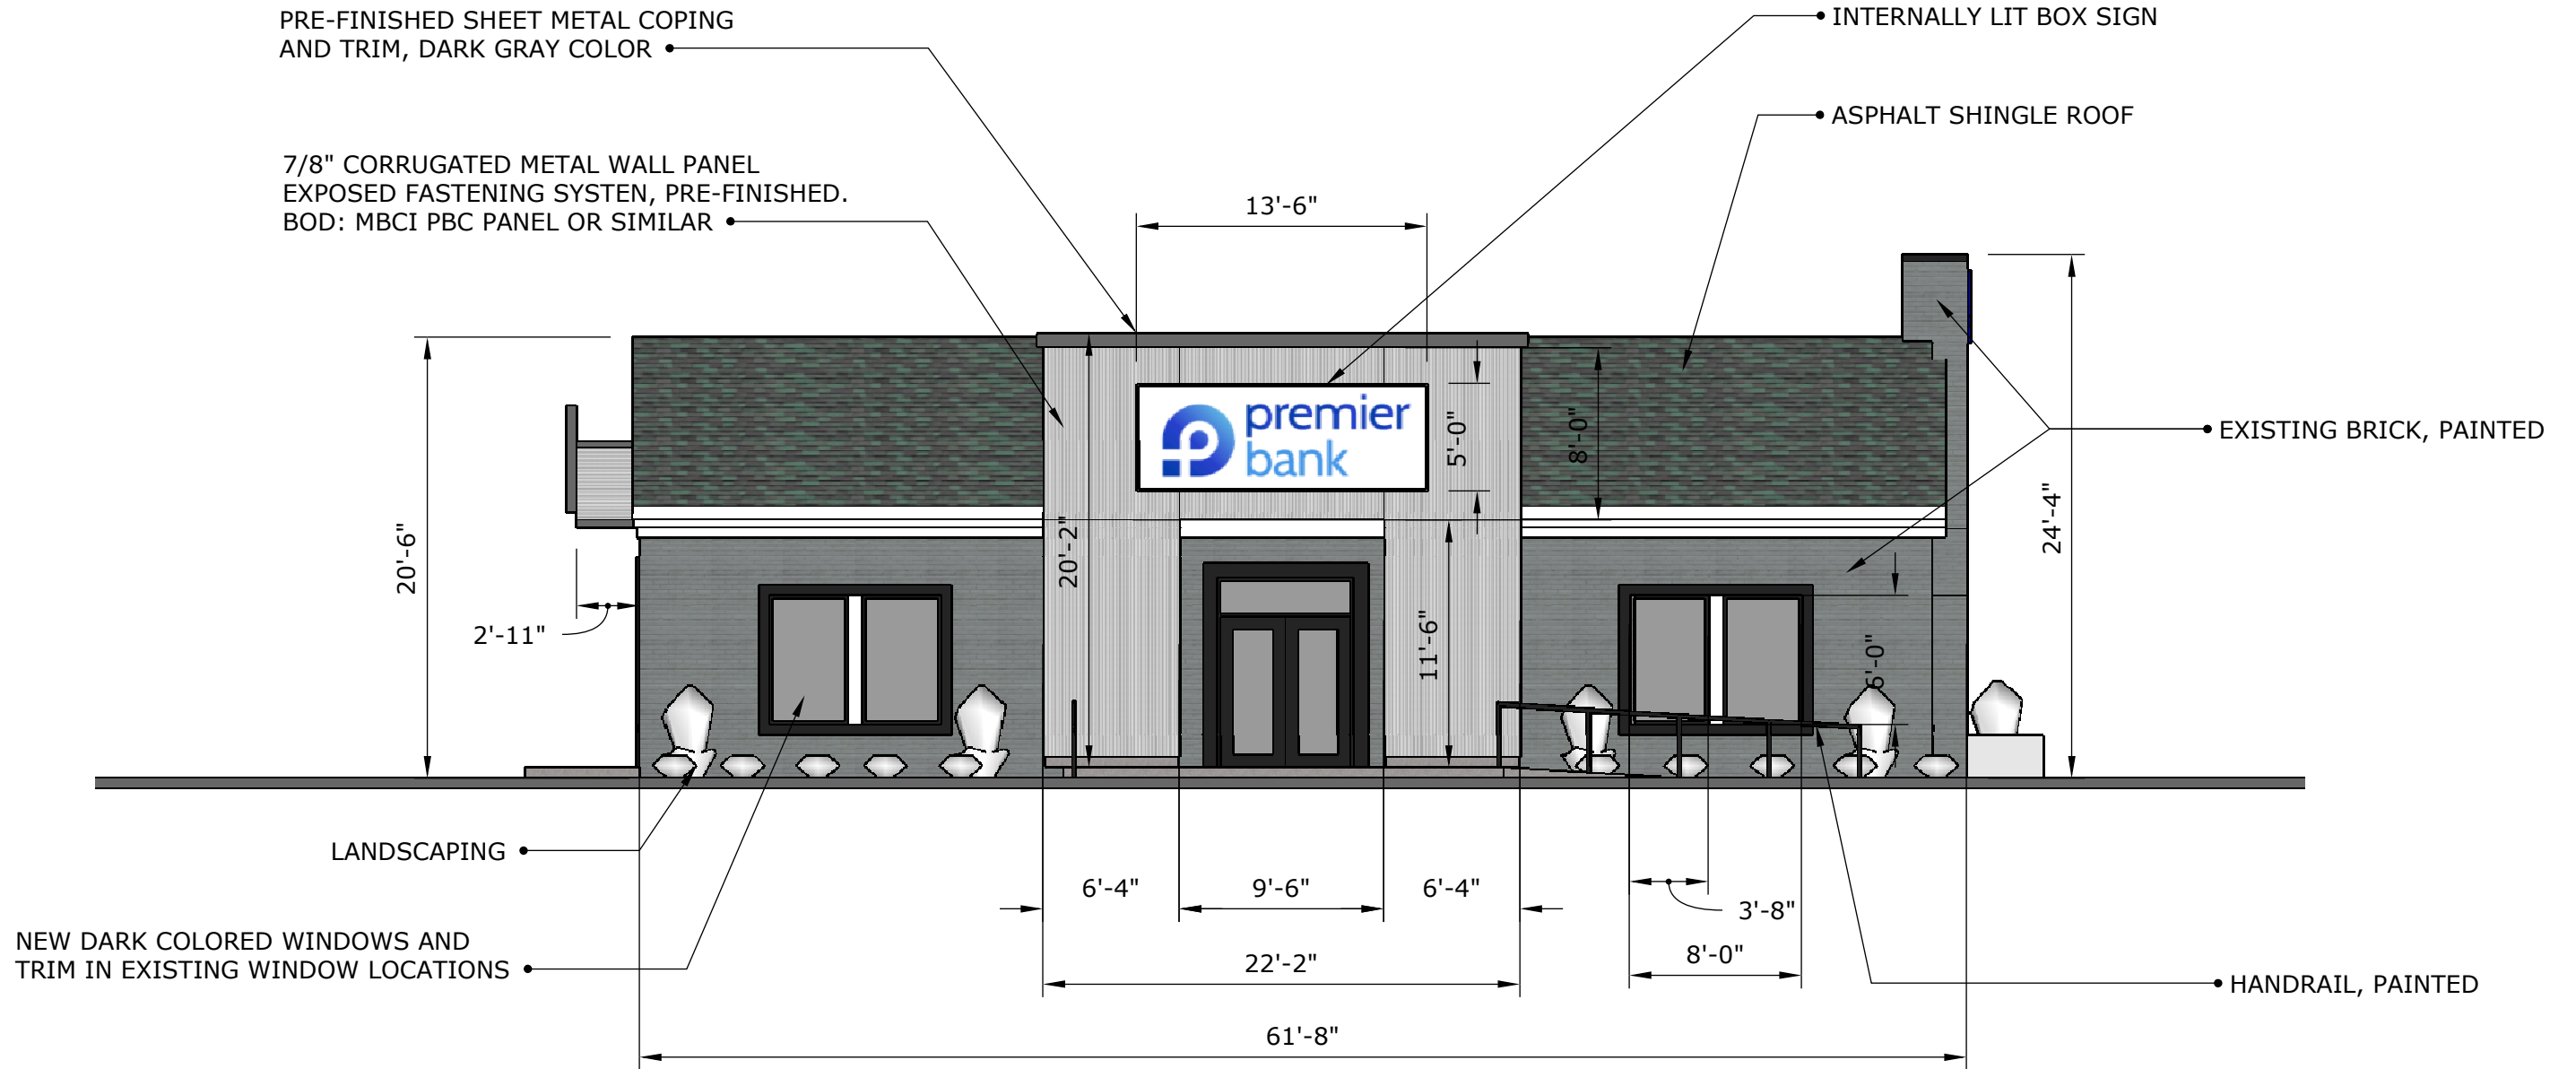 PRE-FINISHED SHEET METAL COPING
AND TRIM, DARK GRAY COLOR
INTERNALLY LIT BOX SIGN
ASPHALT SHINGLE ROOF
7/8" CORRUGATED METAL WALL PANEL
EXPOSED FASTENING SYSTEN, PRE-FINISHED.
BOD: MBCI PBC PANEL OR SIMILAR
13'-6"
premier
bank
5'-0"
8'-0"
EXISTING BRICK, PAINTED
20'-6"
20'-2"
24'-4"
2'-11"
11'-6"
6'-0"
LANDSCAPING
6'-4"
9'-6"
6'-4"
3'-8"
NEW DARK COLORED WINDOWS AND
TRIM IN EXISTING WINDOW LOCATIONS
22'-2"
8'-0"
HANDRAIL, PAINTED
61'-8"